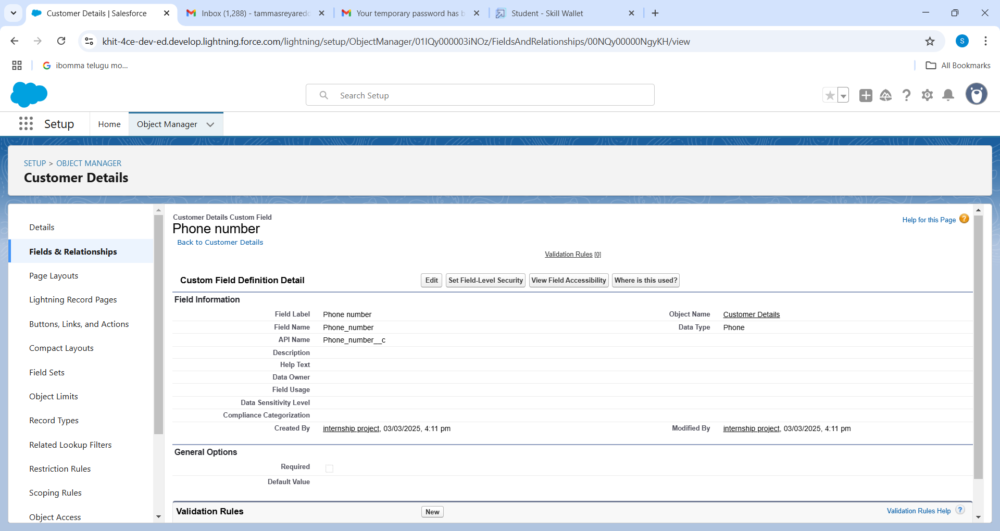 Customer Details | Salesforce
Inbox (1,288) - tammasreyaredd
Your temporary password has b
Student - Skill Wallet
khit-4ce-dev-ed.develop.lightning.force.com/lightning/setup/ObjectManager/01IQy000003iNOz/FieldsAndRelationships/00NQy00000NgyKH/view
S
ibomma telugu mo...
All Bookmarks
Search Setup
Setup
Home
Object Manager
SETUP > OBJECT MANAGER
Customer Details
Details
Fields & Relationships
Page Layouts
Lightning Record Pages
Buttons, Links, and Actions
Compact Layouts
Field Sets
Object Limits
Record Types
Related Lookup Filters
Restriction Rules
Scoping Rules
Object Access
Customer Details Custom Field
Phone number
Back to Customer Details
Help for this Page
Validation Rules [0]
Custom Field Definition Detail
Edit
Set Field-Level Security
View Field Accessibility
Where is this used?
Field Information
Field Label Phone number Object Name Customer Details
Field Name Phone_number Data Type Phone
API Name Phone_number__c
Description
Help Text
Data Owner
Field Usage
Data Sensitivity Level
Compliance Categorization
Created By internship project, 03/03/2025, 4:11 pm Modified By internship project, 03/03/2025, 4:11 pm
General Options
Required
Default Value
Validation Rules
New
Validation Rules Help ?